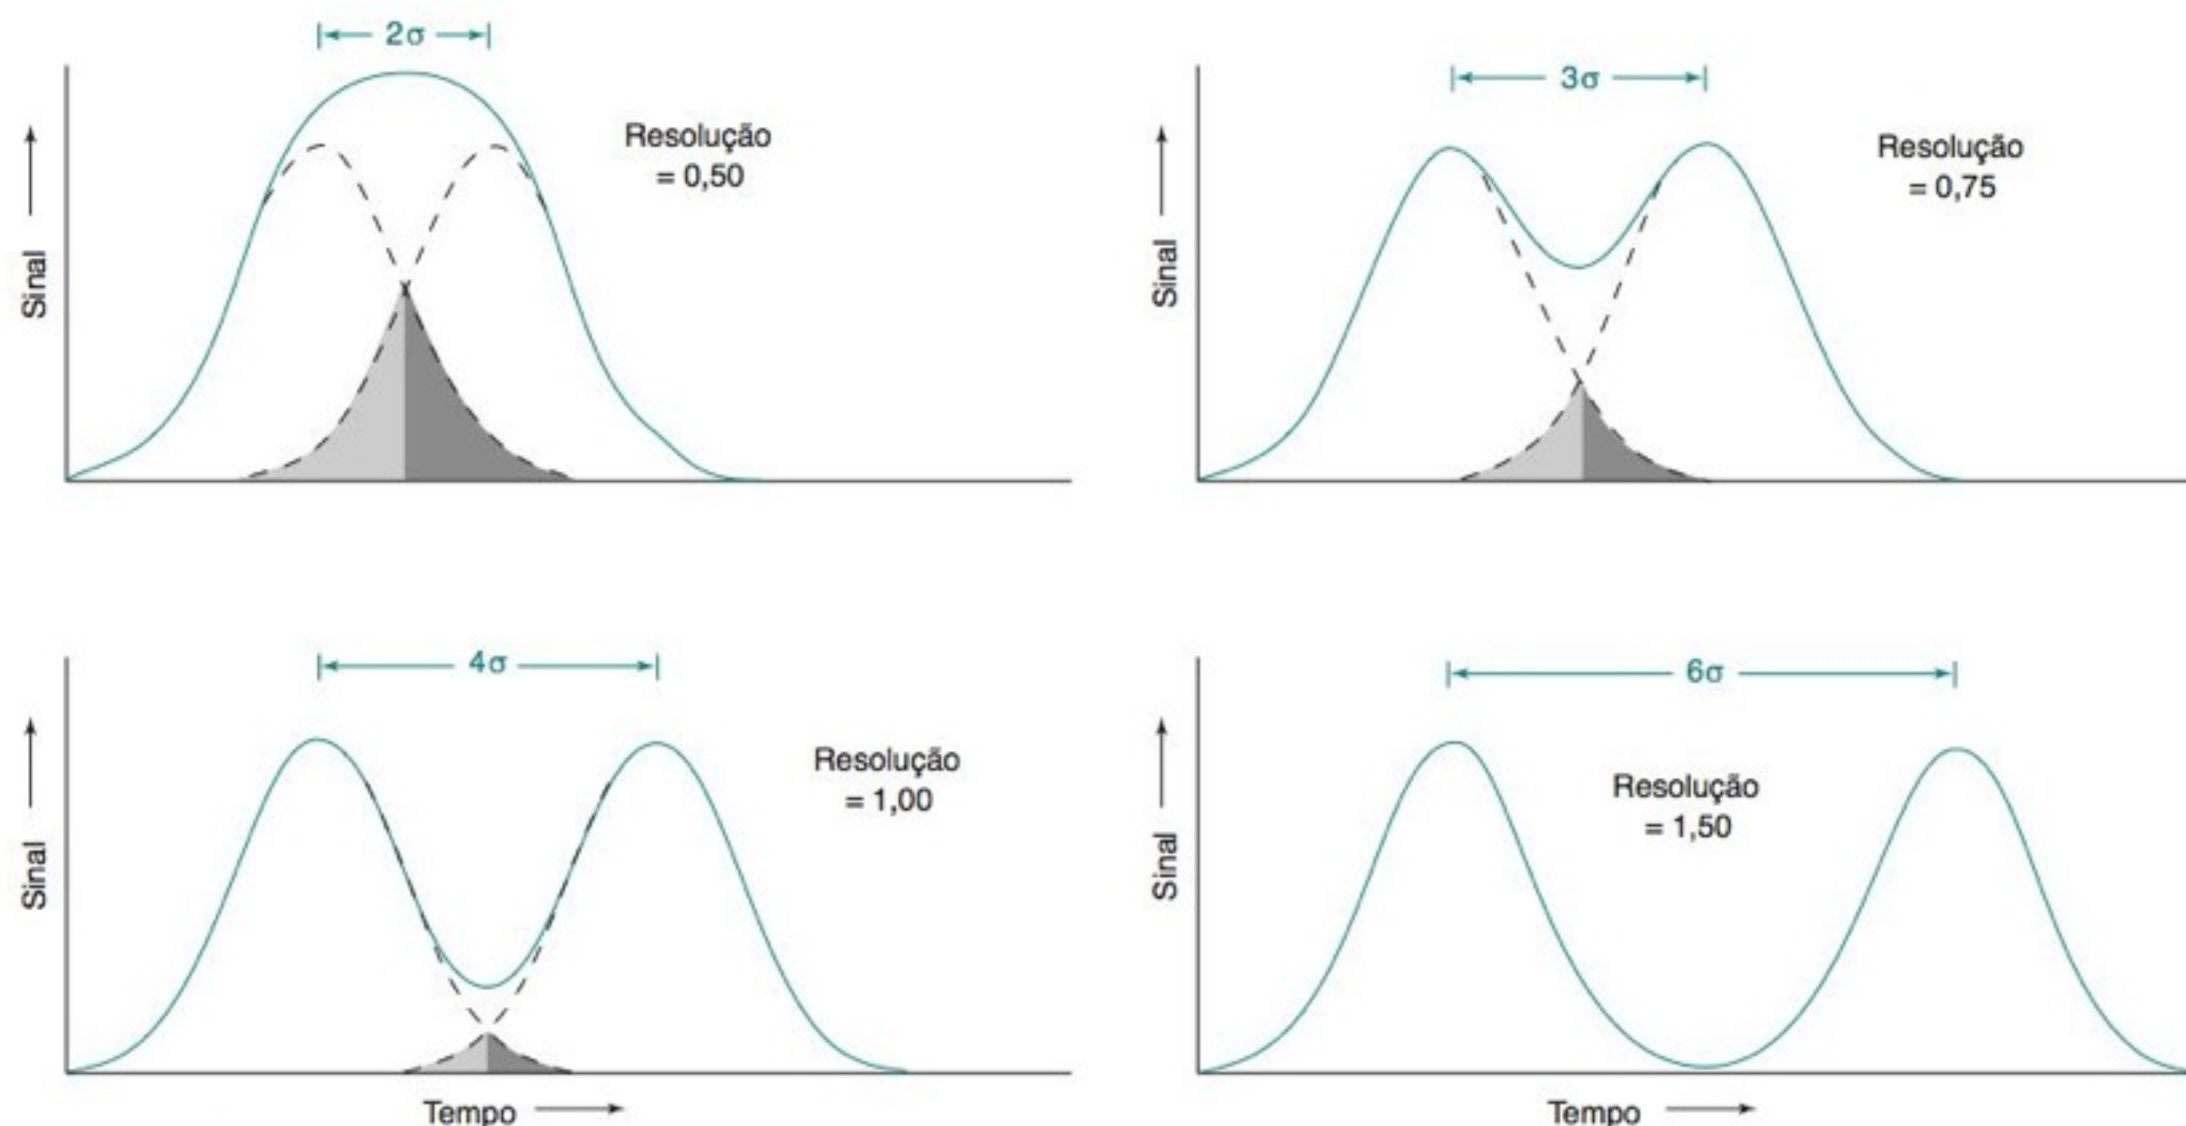 2σ
Resolução
= 0,50
Sinal
3σ
Resolução
= 0,75
Sinal
4σ
Resolução
= 1,00
Sinal
Tempo
6σ
Resolução
= 1,50
Sinal
Tempo